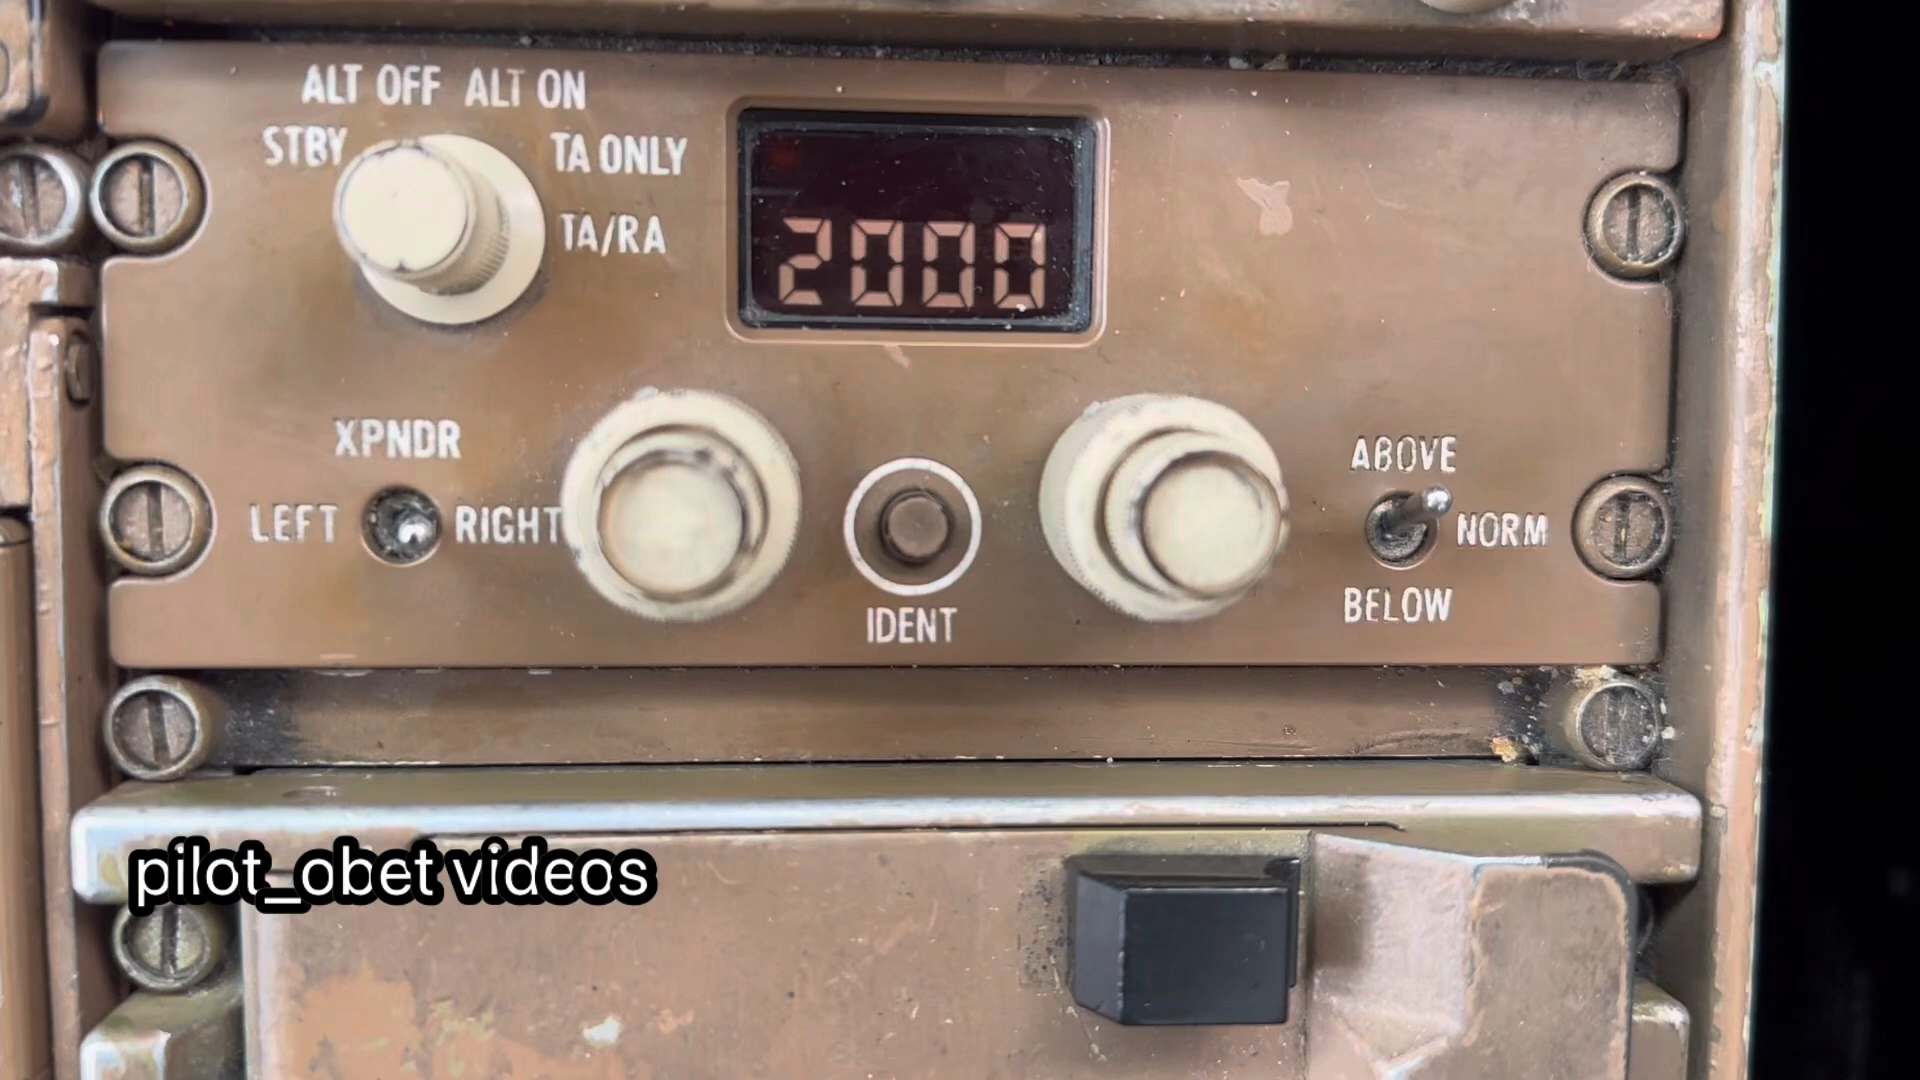 ALT OFF ALT ON
STBY
TA ONLY
TA/RA
2000
XPNDR
LEFT
RIGHT
IDENT
ABOVE
NORM
BELOW
pilot_obet videos